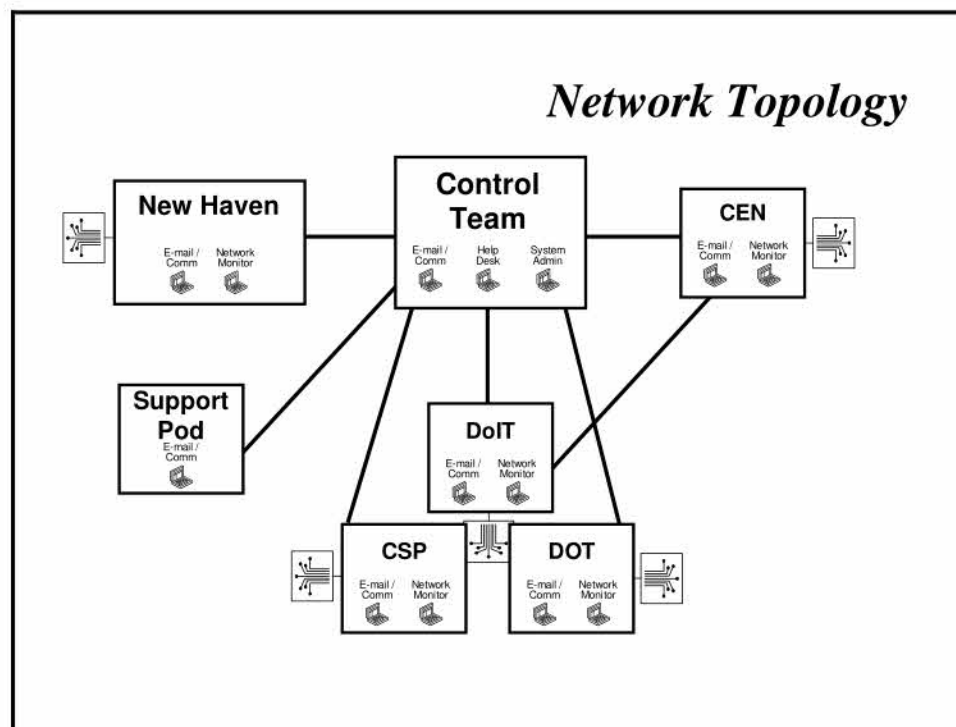 Network Topology
Control
Team
E-mail /
Comm
Help
Desk
System
Admin
New Haven
E-mail /
Comm
Network
Monitor
CEN
E-mail /
Comm
Network
Monitor
Support
Pod
E-mail /
Comm
DoIT
E-mail /
Comm
Network
Monitor
CSP
E-mail /
Comm
Network
Monitor
DOT
E-mail /
Comm
Network
Monitor